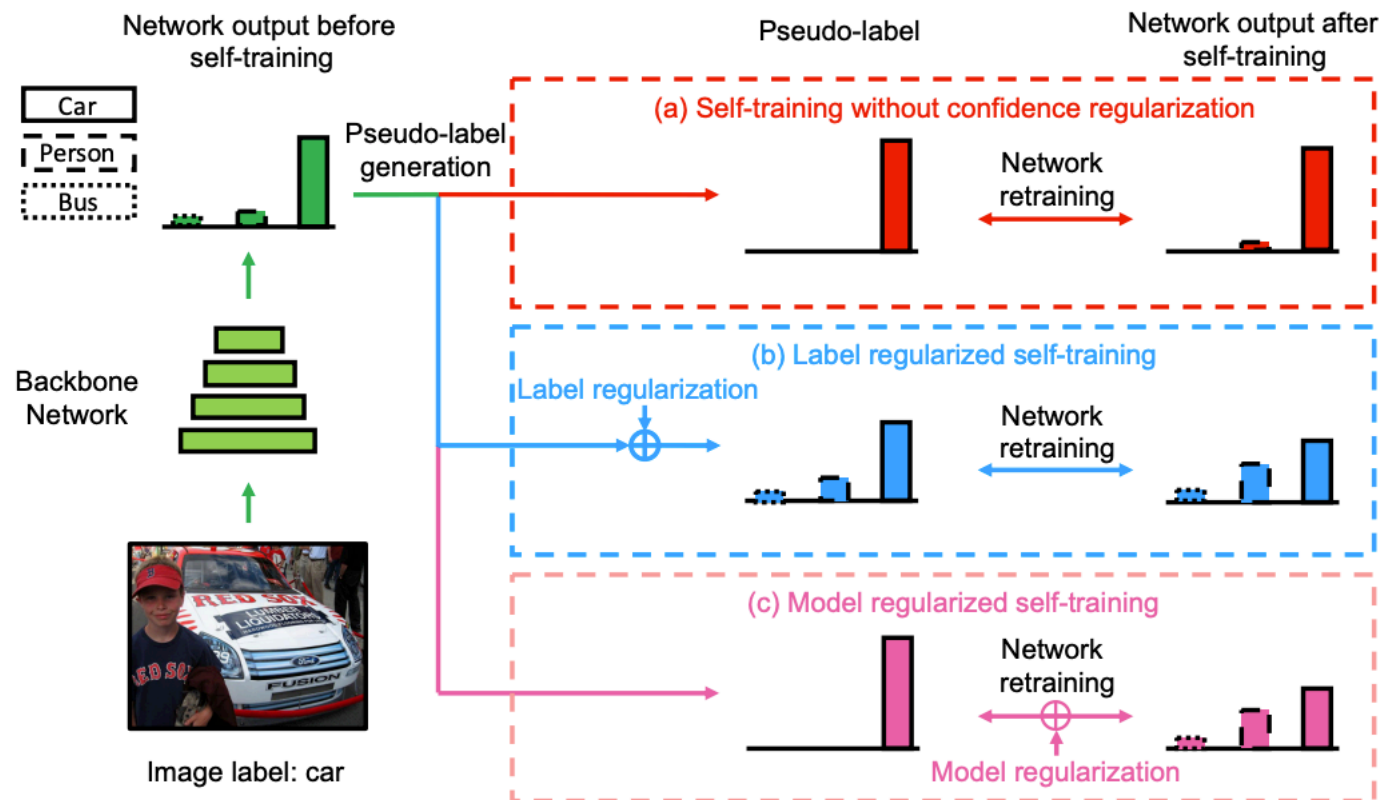 Network output before
self-training
Pseudo-label
Network output after
self-training
Car
Person
Bus
Pseudo-label
generation
(a) Self-training without confidence regularization
Network
retraining
Backbone
Network
(b) Label regularized self-training
Label regularization
Network
retraining
RED SOX
LUMBER
LIQUIDATORS
Ford
FUSION
RED SO
(c) Model regularized self-training
Network
retraining
Model regularization
Image label: car